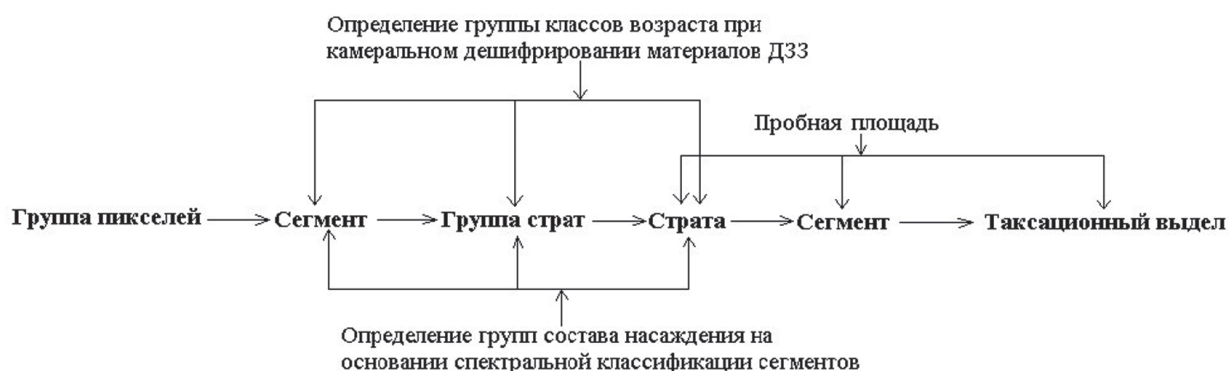 Определение группы классов возраста при
камеральном дешифрировании материалов ДЗЗ
Пробная площадь
Группа пикселей Сегмент Группа страт Страта Сегмент Таксационный выдел
Определение групп состава насаждения на
основании спектральной классификации сегментов